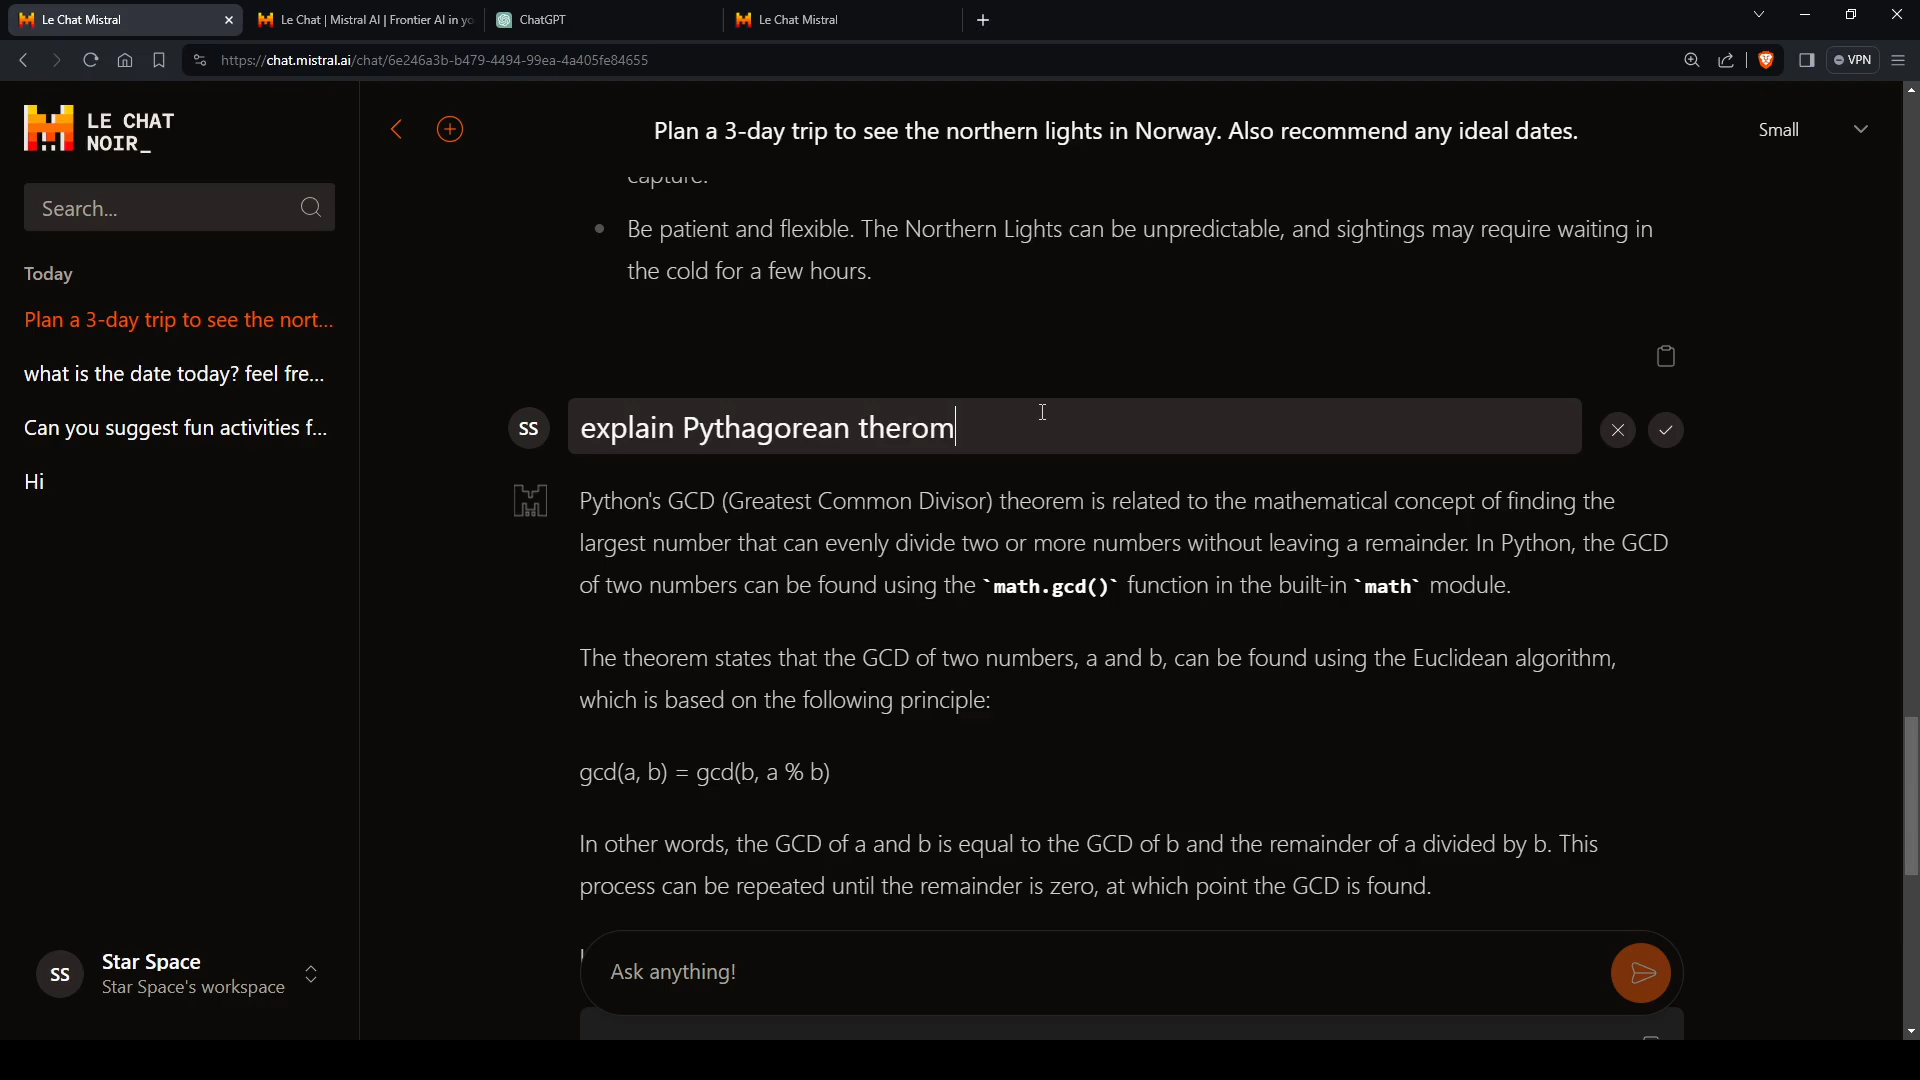 Le Chat Mistral
Le Chat | Mistral AI | Frontier AI in yo
ChatGPT
Le Chat Mistral
https://chat.mistral.ai/chat/6e246a3b-b479-4494-99ea-4a405fe84655
VPN
LE CHAT
NOIR_
Search...
Today
Plan a 3-day trip to see the nort...
what is the date today? feel fre...
Can you suggest fun activities f...
Hi
SS
Star Space
Star Space's workspace
Plan a 3-day trip to see the northern lights in Norway. Also recommend any ideal dates.
Small
capture.
Be patient and flexible. The Northern Lights can be unpredictable, and sightings may require waiting in
the cold for a few hours.
SS
explain Pythagorean therom
Python's GCD (Greatest Common Divisor) theorem is related to the mathematical concept of finding the
largest number that can evenly divide two or more numbers without leaving a remainder. In Python, the GCD
of two numbers can be found using the `math.gcd()` function in the built-in `math` module.
The theorem states that the GCD of two numbers, a and b, can be found using the Euclidean algorithm,
which is based on the following principle:
gcd(a, b) = gcd(b, a % b)
In other words, the GCD of a and b is equal to the GCD of b and the remainder of a divided by b. This
process can be repeated until the remainder is zero, at which point the GCD is found.
Ask anything!